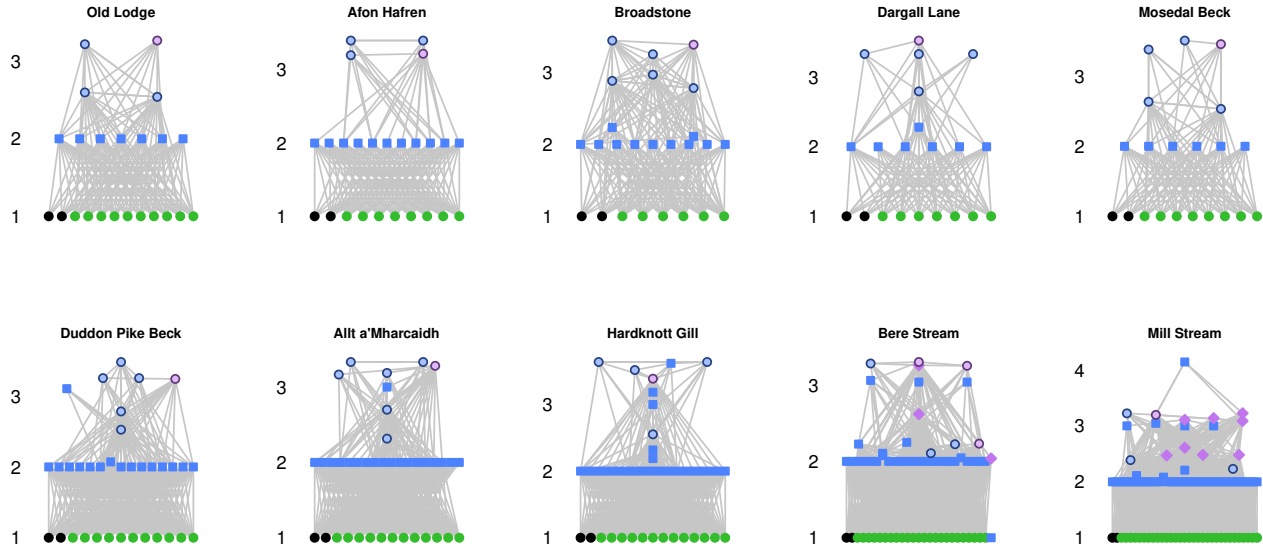 Old Lodge Afon Hafren Broadstone Dargall Lane Mosedal Beck
3 3 3 3 3
2 2 2 2 2
1 1 1 1 1
Duddon Pike Beck Allt a'Mharcaidh Hardknott Gill Bere Stream Mill Stream
4
3 3 3 3 3
2 2 2 2 2
1 1 1 1 1